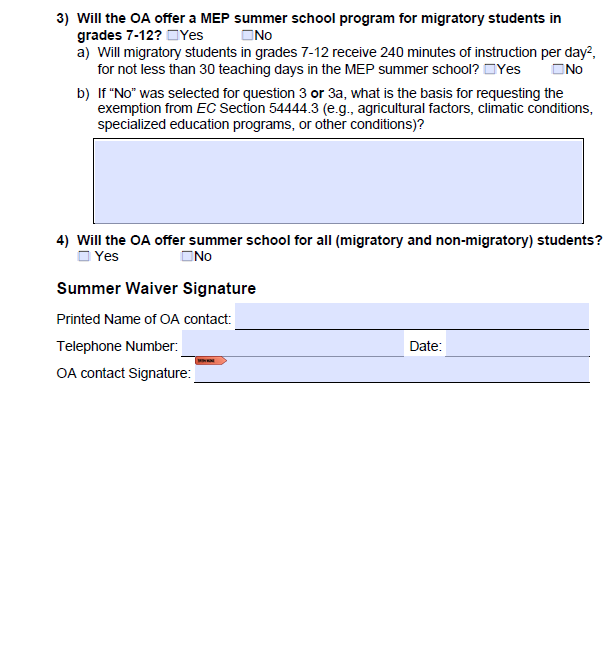 3) Will the OA offer a MEP summer school program for migratory students in
grades 7-12? Yes No
a) Will migratory students in grades 7-12 receive 240 minutes of instruction per day²,
for not less than 30 teaching days in the MEP summer school? Yes No
b) If “No” was selected for question 3 or 3a, what is the basis for requesting the
exemption from EC Section 54444.3 (e.g., agricultural factors, climatic conditions,
specialized education programs, or other conditions)?
4) Will the OA offer summer school for all (migratory and non-migratory) students?
Yes No
Summer Waiver Signature
Printed Name of OA contact:
Telephone Number: Date:
OA contact Signature: